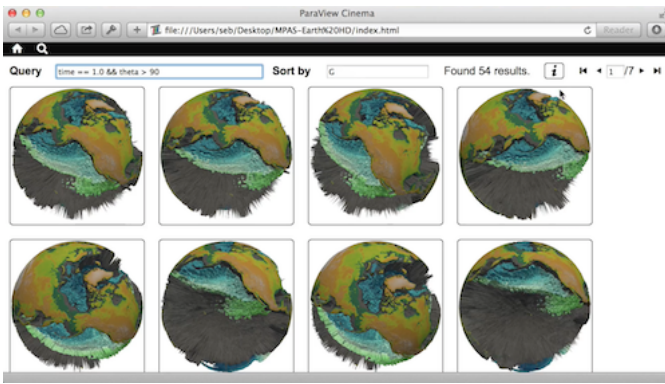 ParaView Cinema
file:///Users/seb/Desktop/MPAS-Earth%20HD/index.html
Reader
Query time == 1.0 && theta > 90 Sort by G Found 54 results. i 1 /7